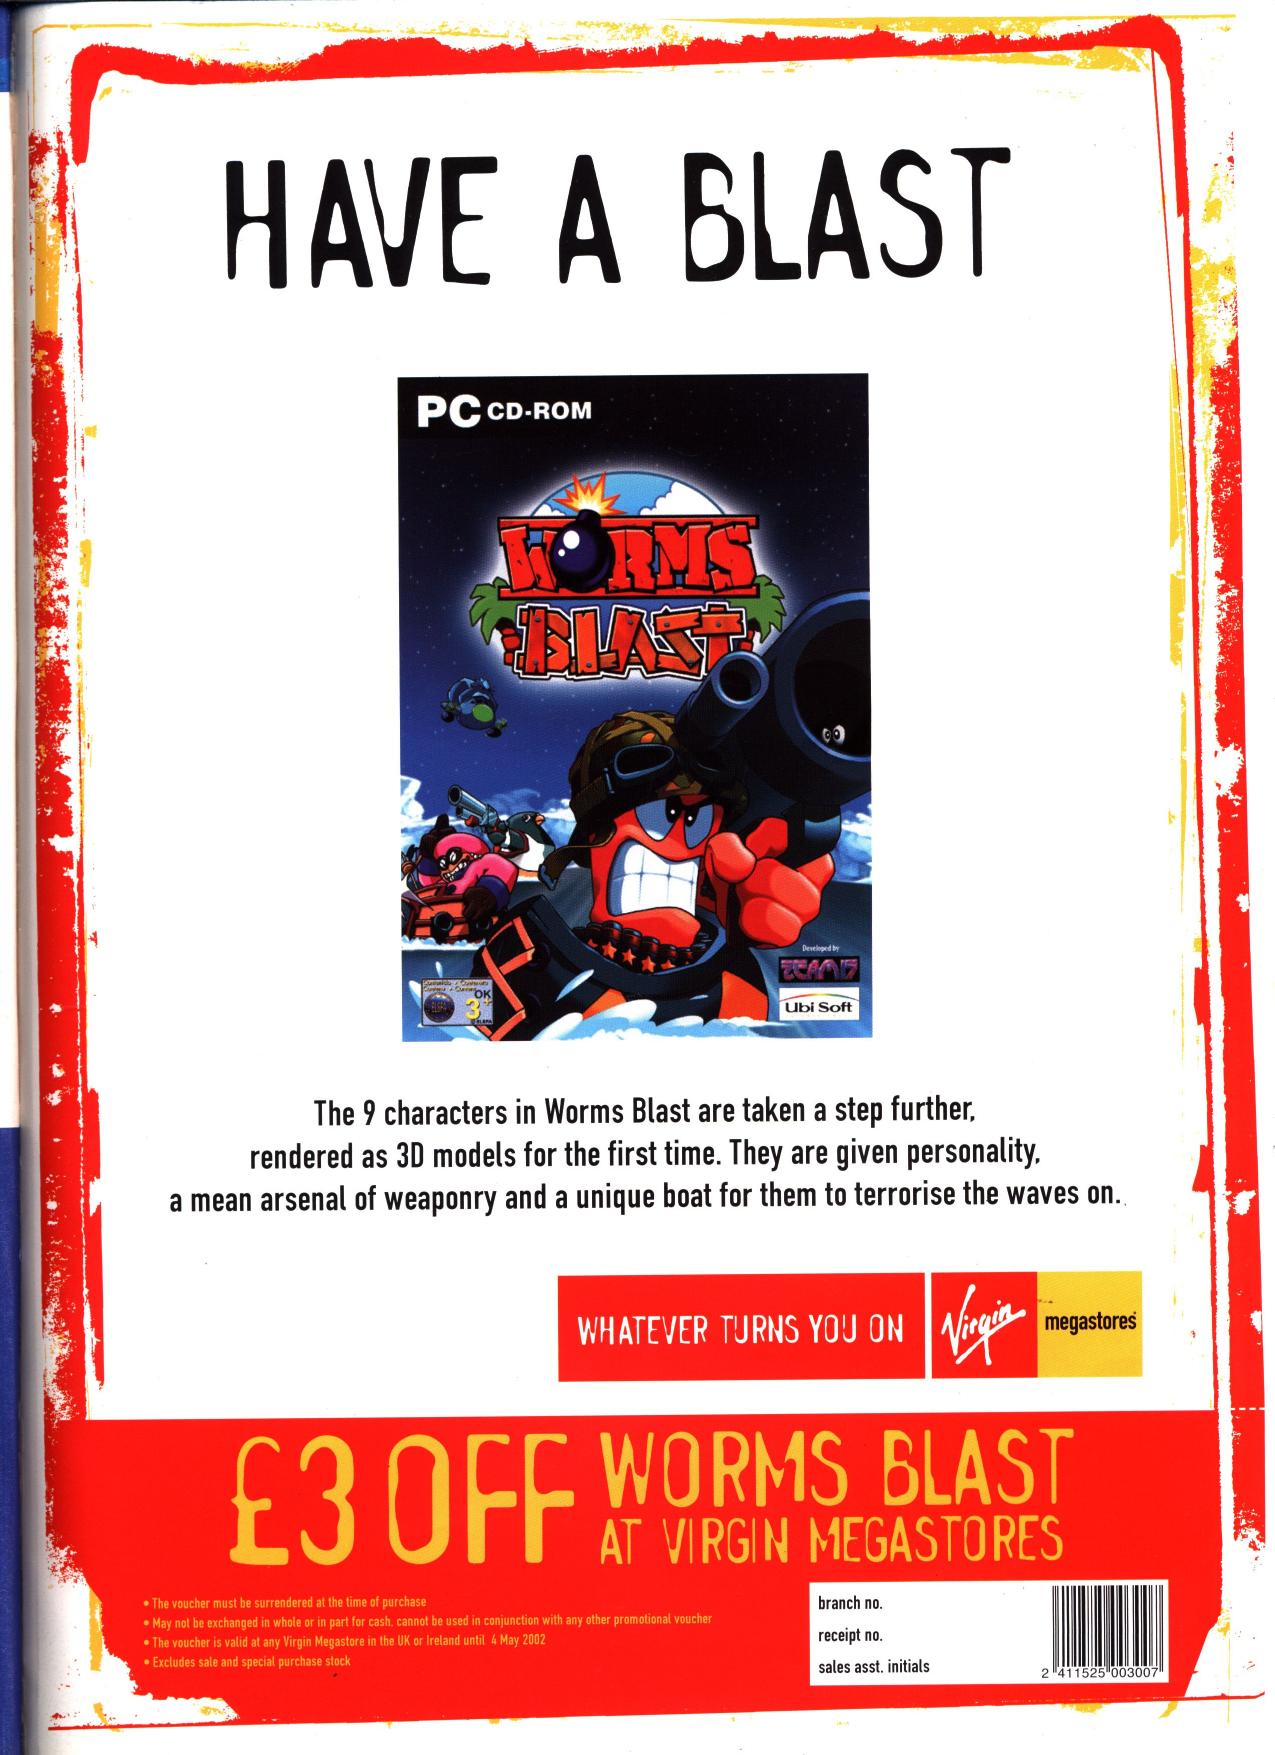 HAVE A BLAST
PC CD-ROM
WORMS
BLAST
Developed by
TEAM17
Ubi Soft
OK
3+
ELSPA
The 9 characters in Worms Blast are taken a step further,
rendered as 3D models for the first time. They are given personality,
a mean arsenal of weaponry and a unique boat for them to terrorise the waves on.
WHATEVER TURNS YOU ON
Virgin megastores
£3 OFF WORMS BLAST
AT VIRGIN MEGASTORES
• The voucher must be surrendered at the time of purchase
• May not be exchanged in whole or in part for cash, cannot be used in conjunction with any other promotional voucher
• The voucher is valid at any Virgin Megastore in the UK or Ireland until 4 May 2002
• Excludes sale and special purchase stock
branch no.
receipt no.
sales asst. initials
2 411525 003007